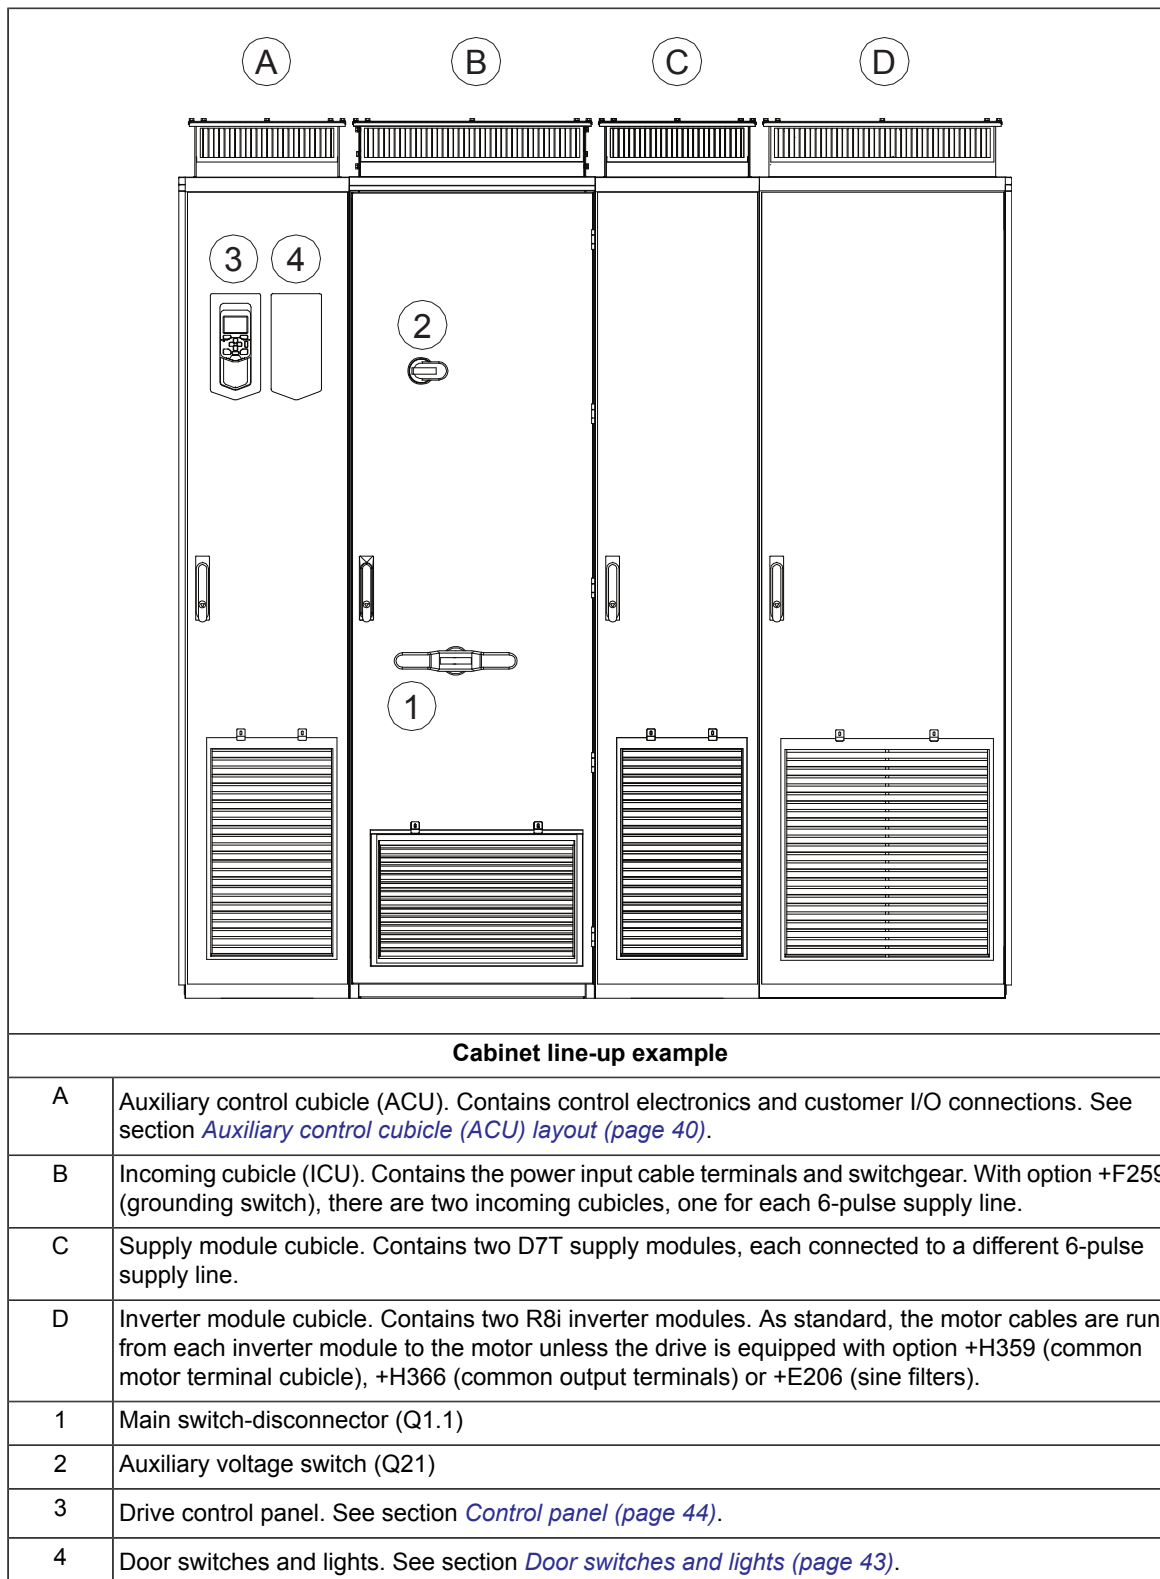 A B C D
3 4
2
1
Cabinet line-up example
A Auxiliary control cubicle (ACU). Contains control electronics and customer I/O connections. See
section Auxiliary control cubicle (ACU) layout (page 40).
B Incoming cubicle (ICU). Contains the power input cable terminals and switchgear. With option +F259
(grounding switch), there are two incoming cubicles, one for each 6-pulse supply line.
C Supply module cubicle. Contains two D7T supply modules, each connected to a different 6-pulse
supply line.
D Inverter module cubicle. Contains two R8i inverter modules. As standard, the motor cables are run
from each inverter module to the motor unless the drive is equipped with option +H359 (common
motor terminal cubicle), +H366 (common output terminals) or +E206 (sine filters).
1 Main switch-disconnector (Q1.1)
2 Auxiliary voltage switch (Q21)
3 Drive control panel. See section Control panel (page 44).
4 Door switches and lights. See section Door switches and lights (page 43).